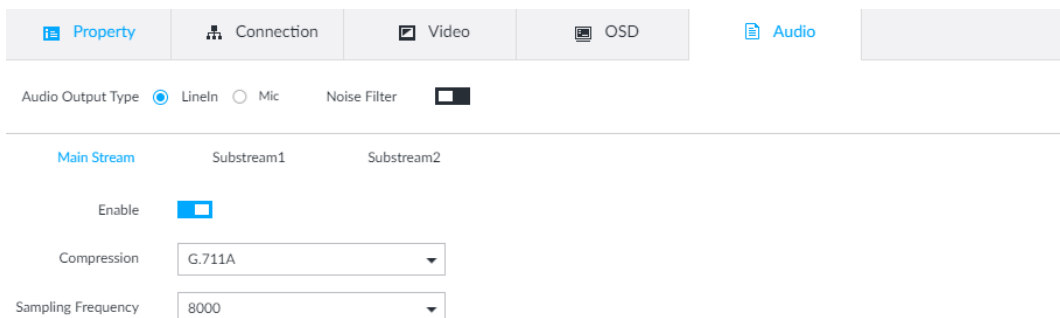 Property Connection Video OSD Audio
Audio Output Type LineIn Mic Noise Filter
Main Stream Substream1 Substream2
Enable
Compression G.711A
Sampling Frequency 8000